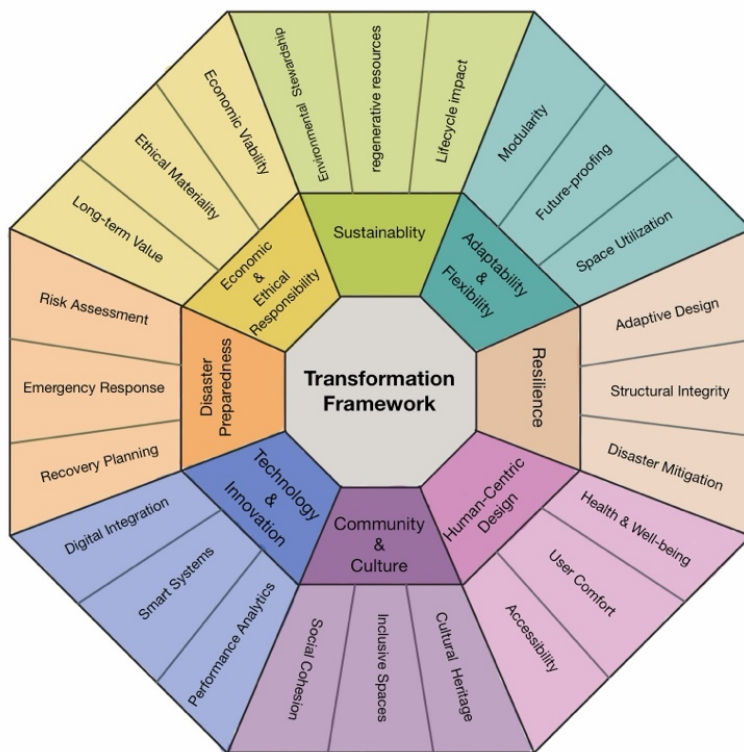 Transformation
Framework
Sustainablity
Environmental Stewardship
regenerative resources
Lifecycle impact
Adaptability
&
Flexibility
Modularity
Future-proofing
Space Utilization
Resilience
Adaptive Design
Structural Integrity
Disaster Mitigation
Human-Centric
Design
Health & Well-being
User Comfort
Accessibility
Community
&
Culture
Cultural Heritage
Inclusive Spaces
Social Cohesion
Technology
&
Innovation
Performance Analytics
Smart Systems
Digital Integration
Disaster
Preparedness
Recovery Planning
Emergency Response
Risk Assessment
Economic
&
Ethical
Responsibility
Long-term Value
Ethical Materiality
Economic Viability